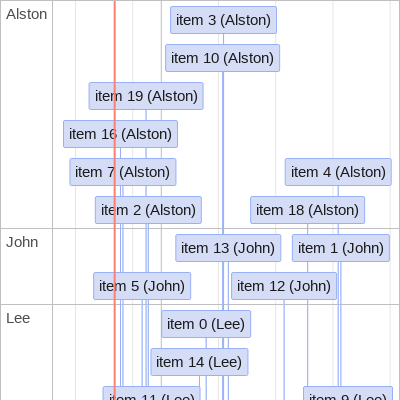 Alston
item 3 (Alston)
item 10 (Alston)
item 19 (Alston)
item 16 (Alston)
item 7 (Alston)
item 4 (Alston)
item 2 (Alston)
item 18 (Alston)
John
item 13 (John)
item 1 (John)
item 5 (John)
item 12 (John)
Lee
item 0 (Lee)
item 14 (Lee)
item 11 (Lee)
item 9 (Lee)